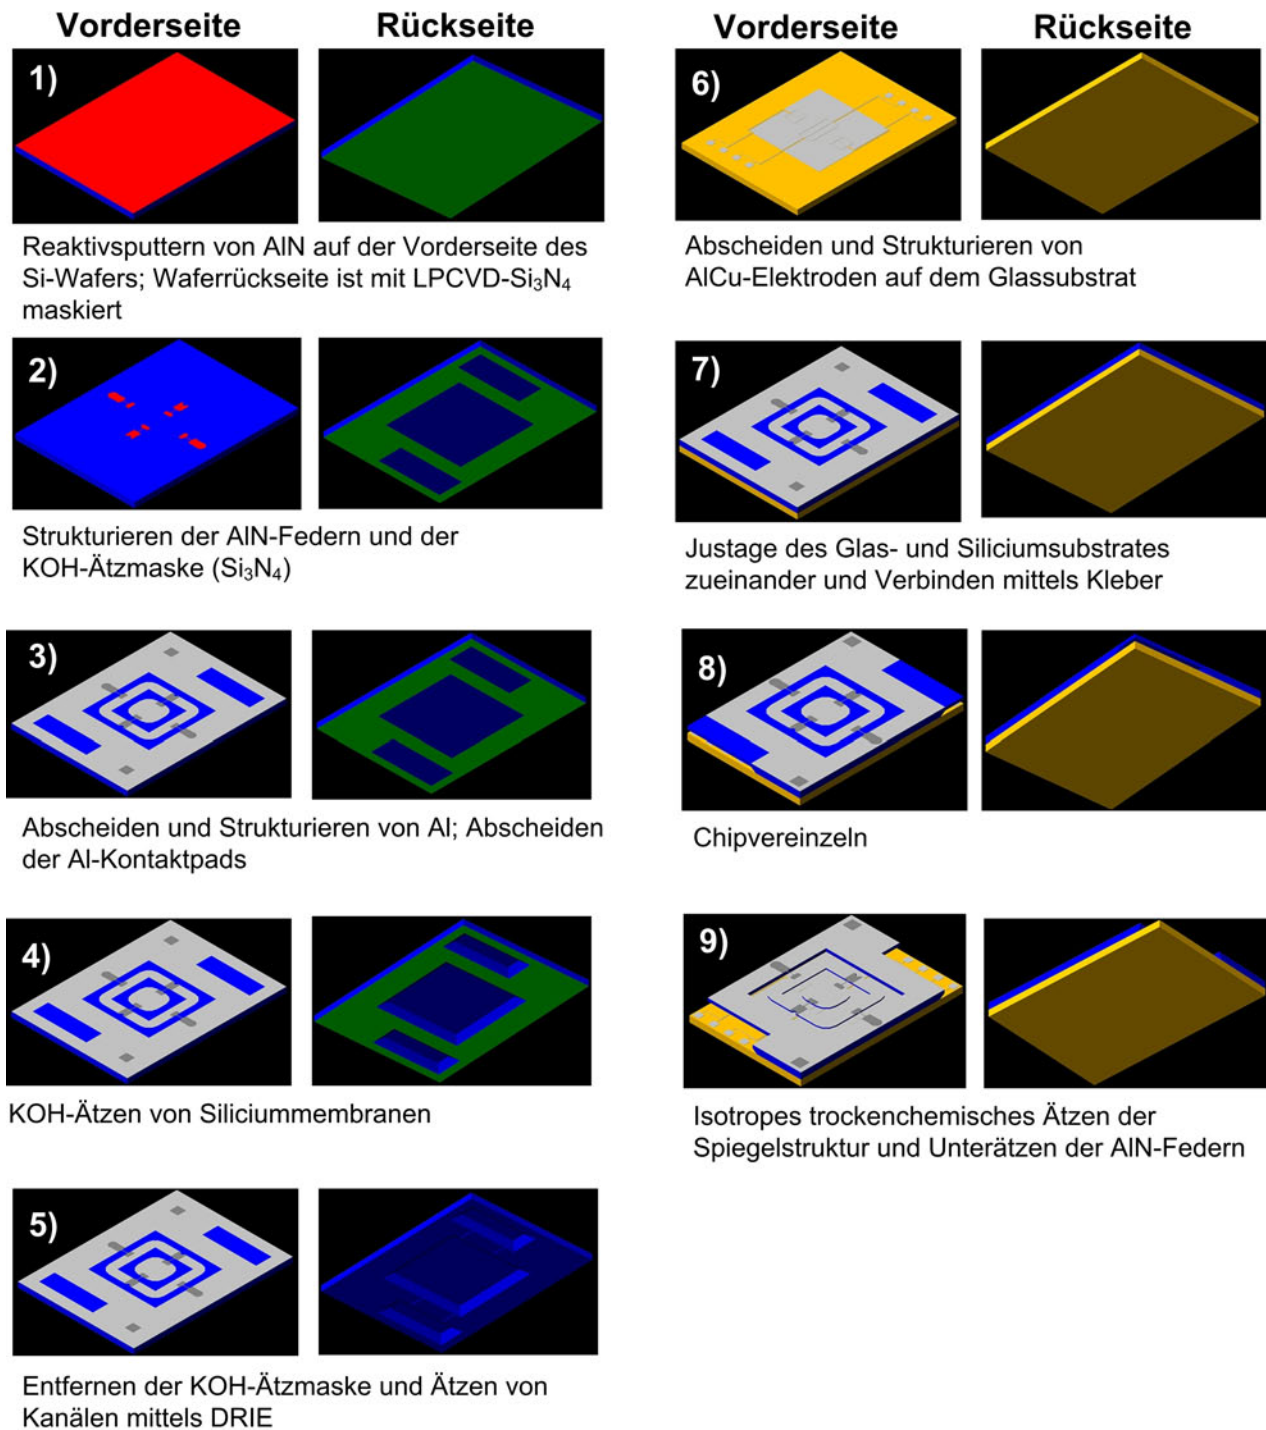 Vorderseite Rückseite
1)
Reaktivsputtern von AlN auf der Vorderseite des
Si-Wafers; Waferrückseite ist mit LPCVD-Si₃N₄
maskiert
2)
Strukturieren der AlN-Federn und der
KOH-Ätzmaske (Si₃N₄)
3)
Abscheiden und Strukturieren von Al; Abscheiden
der Al-Kontaktpads
4)
KOH-Ätzen von Siliciummembranen
5)
Entfernen der KOH-Ätzmaske und Ätzen von
Kanälen mittels DRIE
Vorderseite Rückseite
6)
Abscheiden und Strukturieren von
AlCu-Elektroden auf dem Glassubstrat
7)
Justage des Glas- und Siliciumsubstrates
zueinander und Verbinden mittels Kleber
8)
Chipvereinzeln
9)
Isotropes trockenchemisches Ätzen der
Spiegelstruktur und Unterätzen der AlN-Federn